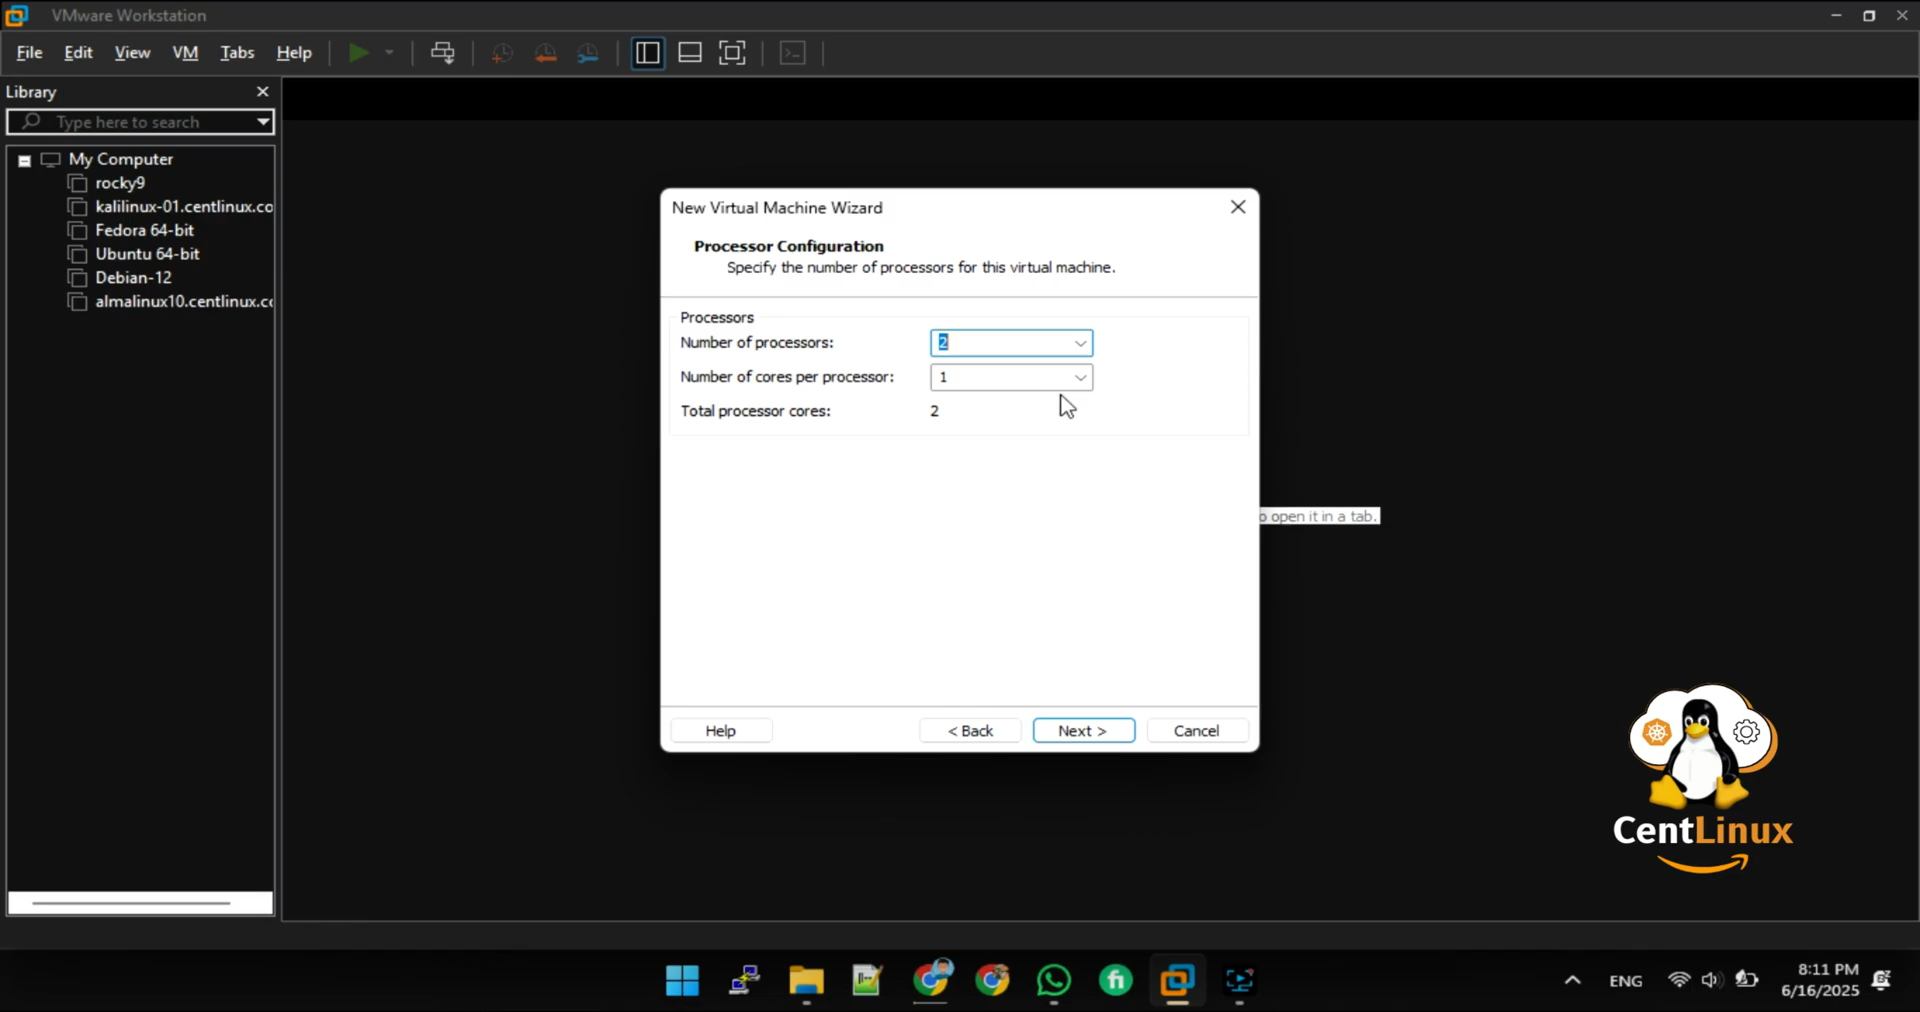 VMware Workstation
File Edit View VM Tabs Help
Library
Type here to search
My Computer
rocky9
kalilinux-01.centlinux.co
Fedora 64-bit
Ubuntu 64-bit
Debian-12
almalinux10.centlinux.c
New Virtual Machine Wizard
Processor Configuration
Specify the number of processors for this virtual machine.
Processors
Number of processors: 2
Number of cores per processor: 1
Total processor cores: 2
o open it in a tab.
Help < Back Next > Cancel
CentLinux
ENG
8:11 PM
6/16/2025